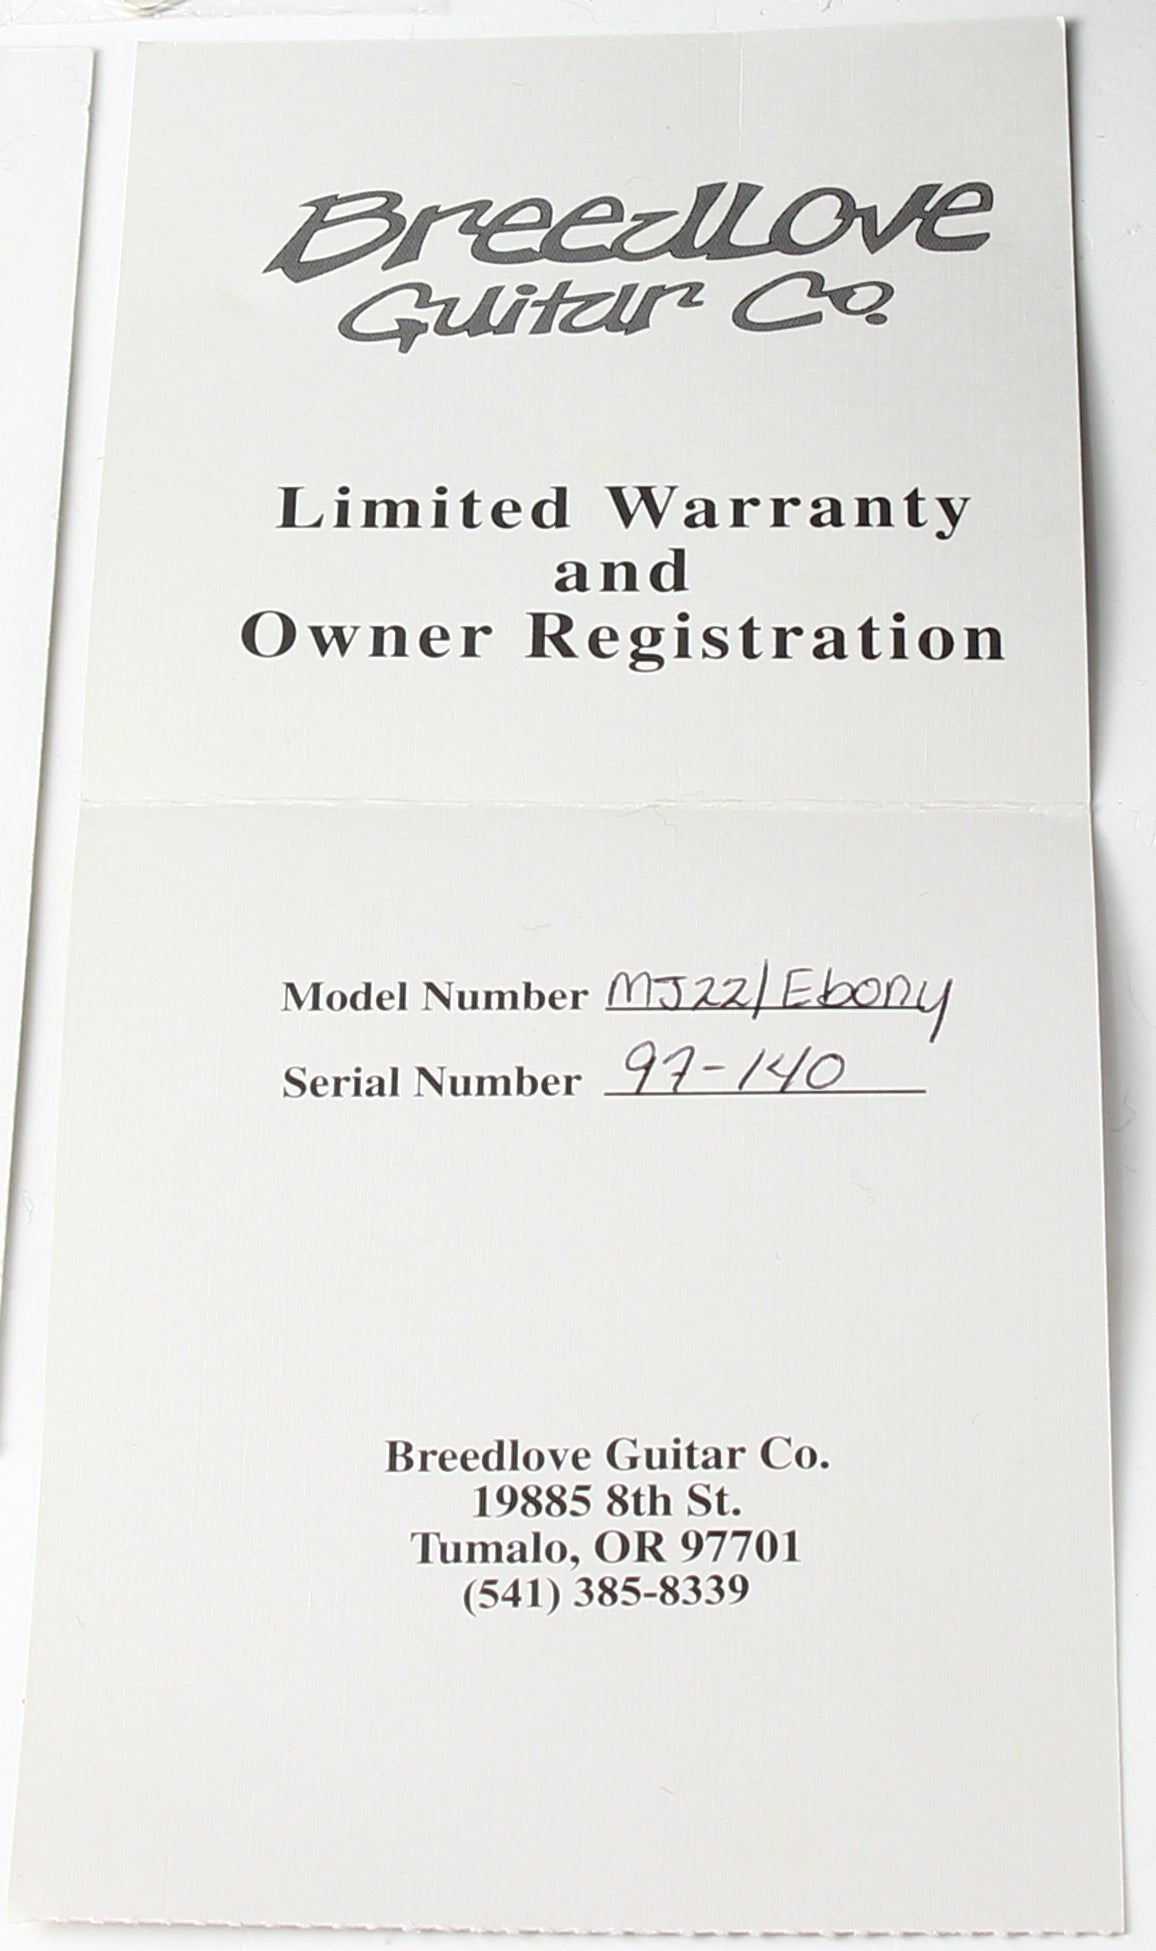 Breedlove
Guitar Co.
Limited Warranty
and
Owner Registration
Model Number MJ22/Ebony
Serial Number 97-140
Breedlove Guitar Co.
19885 8th St.
Tumalo, OR 97701
(541) 385-8339